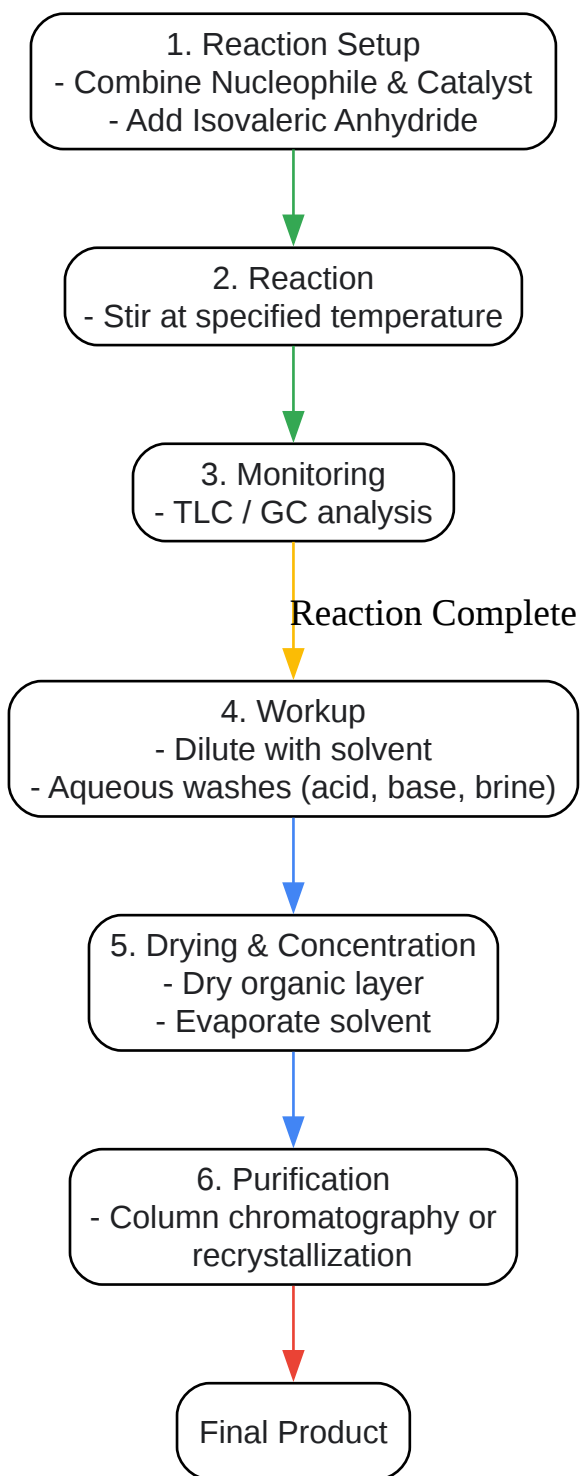 1. Reaction Setup
- Combine Nucleophile & Catalyst
- Add Isovaleric Anhydride
2. Reaction
- Stir at specified temperature
3. Monitoring
- TLC / GC analysis
Reaction Complete
4. Workup
- Dilute with solvent
- Aqueous washes (acid, base, brine)
5. Drying & Concentration
- Dry organic layer
- Evaporate solvent
6. Purification
- Column chromatography or
recrystallization
Final Product